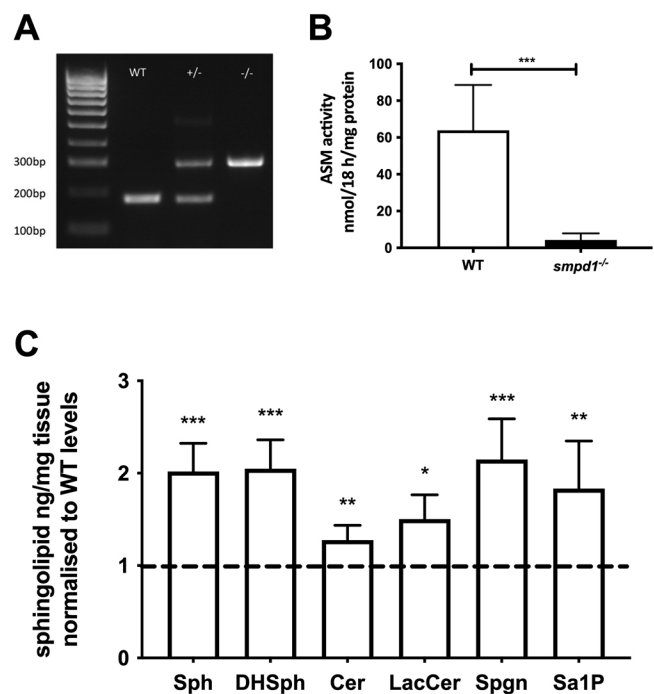 A
WT +/- -/-
300bp
200bp
100bp
B
***
ASM activity
nmol/18 h/mg protein
100
80
60
40
20
0
WT smpd1-/-
C
sphingolipid ng/mg tissue
normalised to WT levels
3
2
1
0
*** *** ** * *** **
Sph DHSph Cer LacCer Spgn Sa1P